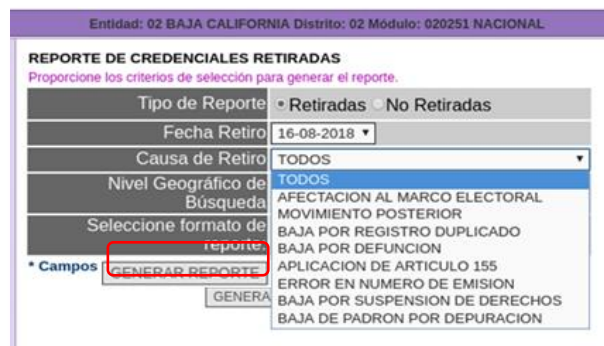 Entidad: 02 BAJA CALIFORNIA Distrito: 02 Módulo: 020251 NACIONAL
REPORTE DE CREDENCIALES RETIRADAS
Proporcione los criterios de selección para generar el reporte.
Tipo de Reporte Retiradas No Retiradas
Fecha Retiro 16-08-2018
Causa de Retiro TODOS
Nivel Geográfico de
Búsqueda
Seleccione formato de
reporte:
TODOS
AFECTACION AL MARCO ELECTORAL
MOVIMIENTO POSTERIOR
BAJA POR REGISTRO DUPLICADO
BAJA POR DEFUNCION
APLICACION DE ARTICULO 155
ERROR EN NUMERO DE EMISION
BAJA POR SUSPENSION DE DERECHOS
BAJA DE PADRON POR DEPURACION
* Campos GENERAR REPORTE
GENERA